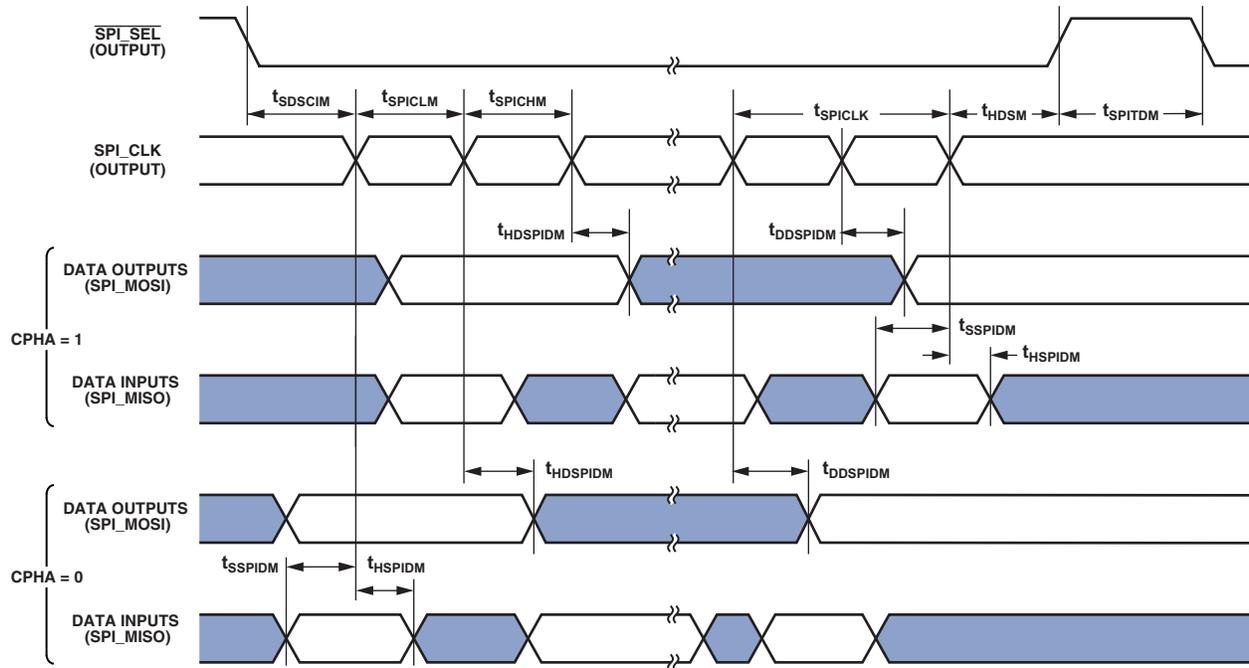 SPI_SEL
(OUTPUT)
tSDSCIM
tSPICLM
tSPICHM
tSPICLK
tHDSM
tSPITDM
SPI_CLK
(OUTPUT)
tHDSPIDM
tDDSPIDM
DATA OUTPUTS
(SPI_MOSI)
CPHA = 1
tSSPIDM
tHSPIDM
DATA INPUTS
(SPI_MISO)
tHDSPIDM
tDDSPIDM
DATA OUTPUTS
(SPI_MOSI)
CPHA = 0
tSSPIDM
tHSPIDM
DATA INPUTS
(SPI_MISO)